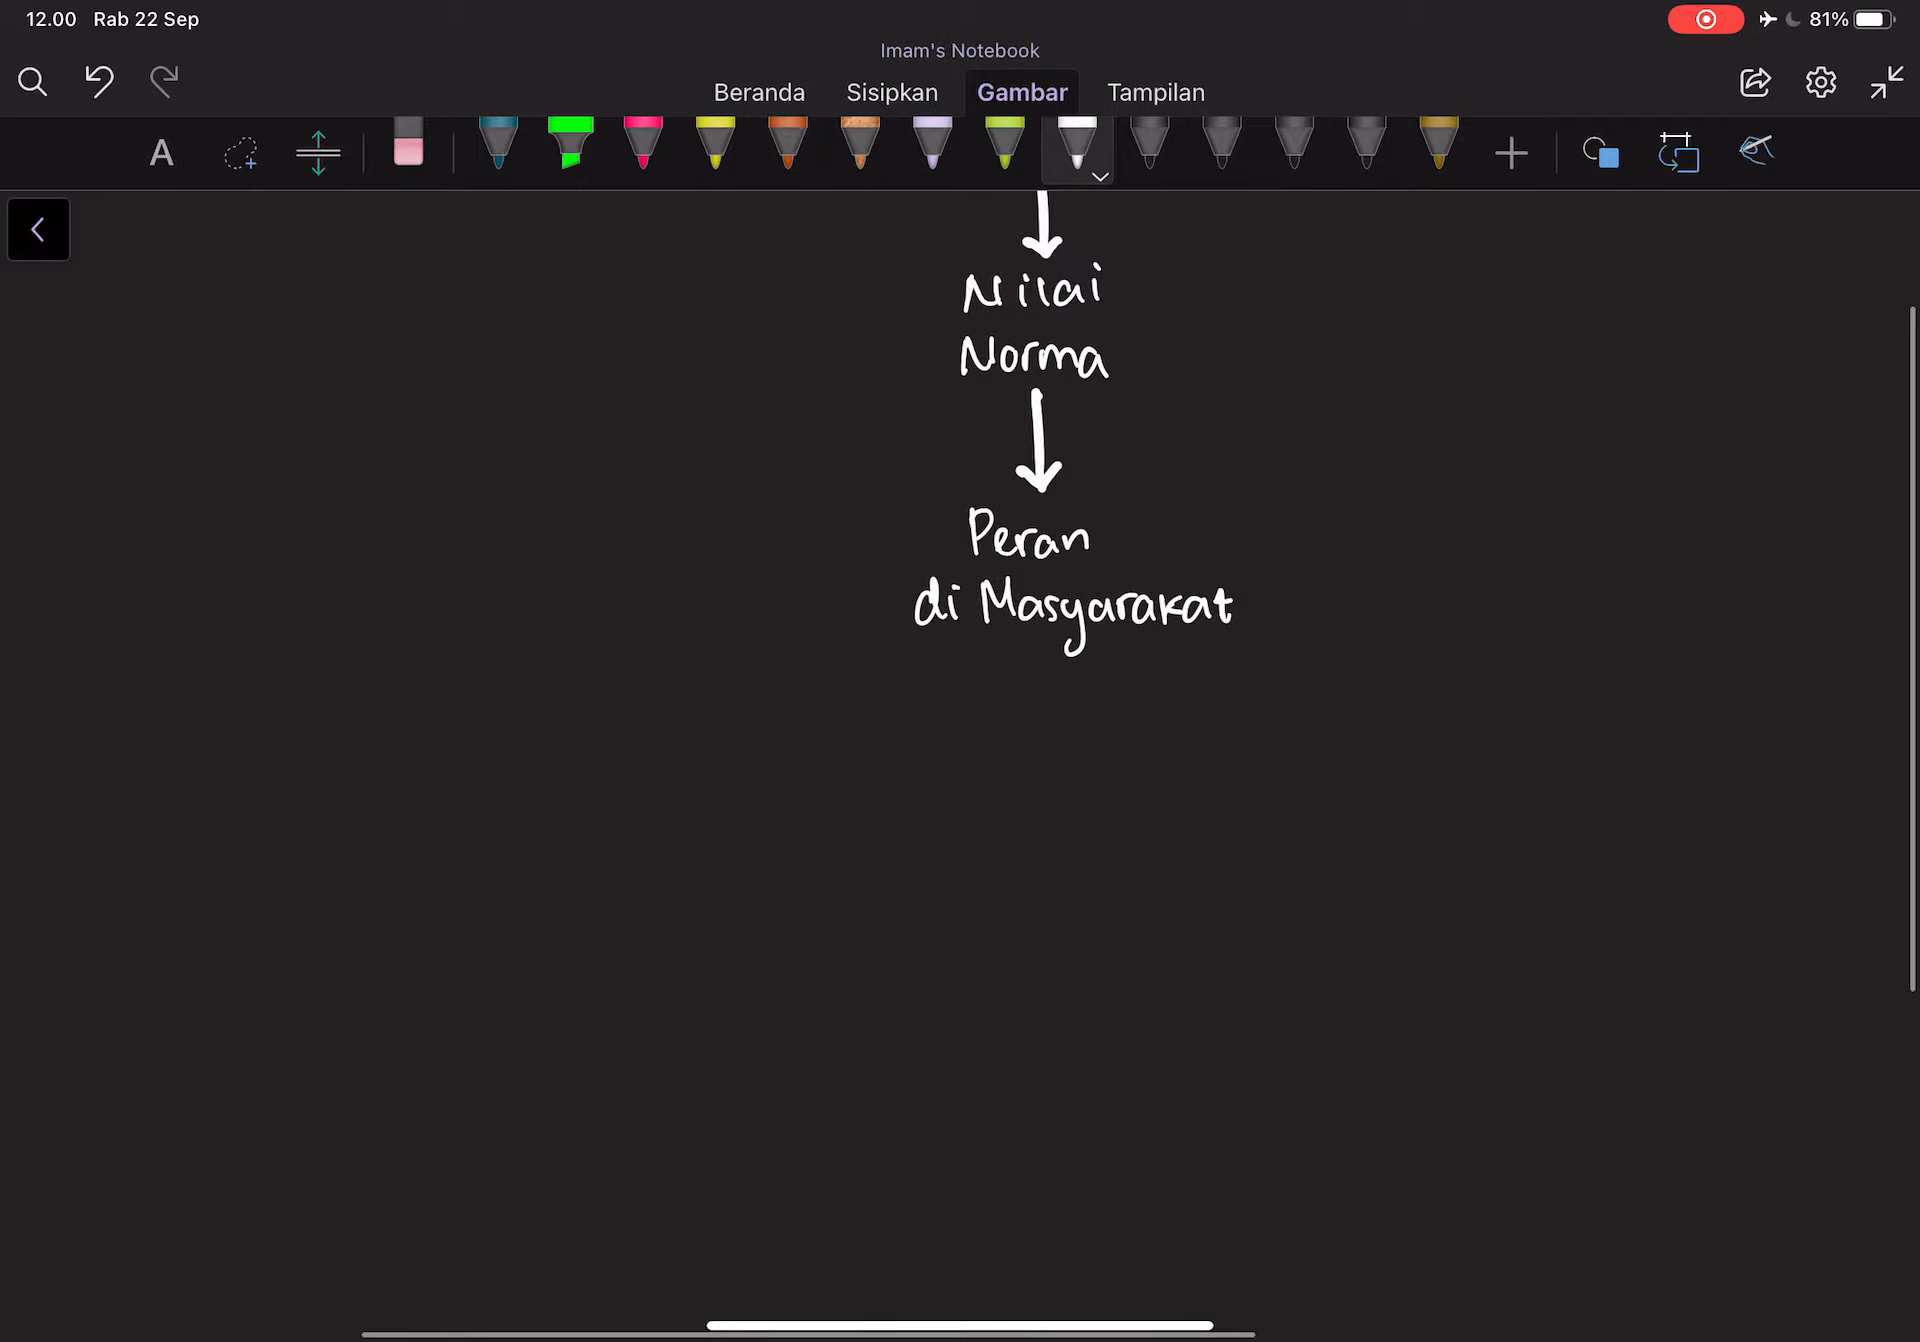 12.00 Rab 22 Sep
81%
Imam's Notebook
Beranda Sisipkan Gambar Tampilan
A
Nilai
Norma
Peran
di Masyarakat